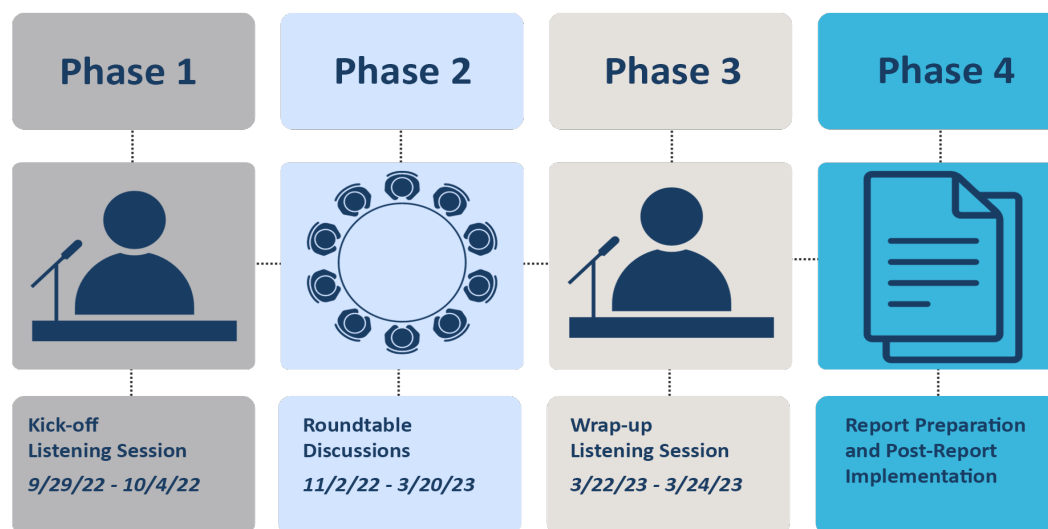 Phase 1
Phase 2
Phase 3
Phase 4
Kick-off
Listening Session
9/29/22 - 10/4/22
Roundtable
Discussions
11/2/22 - 3/20/23
Wrap-up
Listening Session
3/22/23 - 3/24/23
Report Preparation
and Post-Report
Implementation